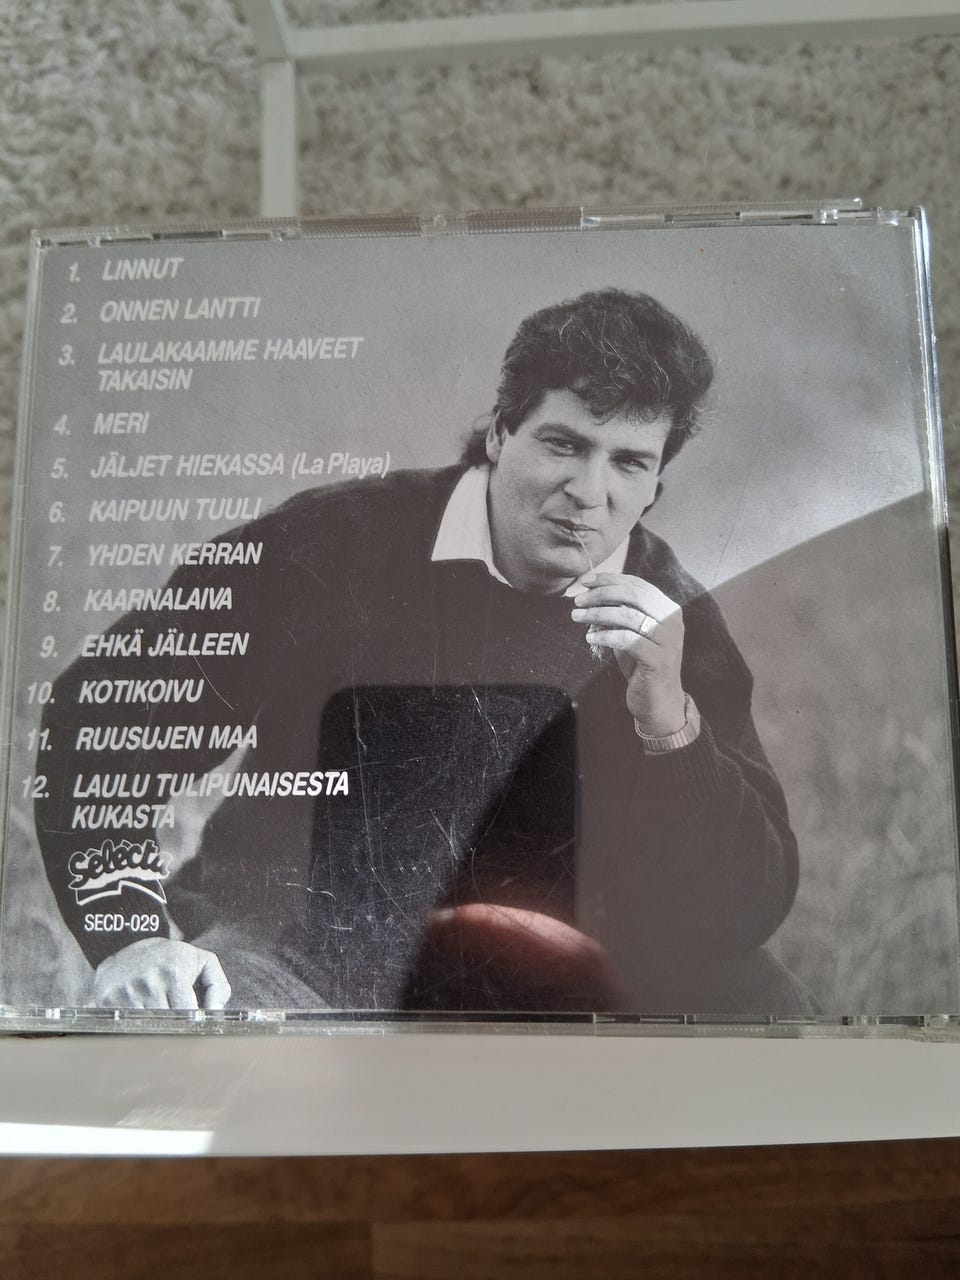 1. LINNUT
2. ONNEN LANTTI
3. LAULAKAAMME HAAVEET
TAKAISIN
4. MERI
5. JÄLJET HIEKASSA (La Playa)
6. KAIPUUN TUULI
7. YHDEN KERRAN
8. KAARNALAIVA
9. EHKÄ JÄLLEEN
10. KOTIKOIVU
11. RUUSUJEN MAA
12. LAULU TULIPUNAISESTA
KUKASTA
Selecta
SECD-029